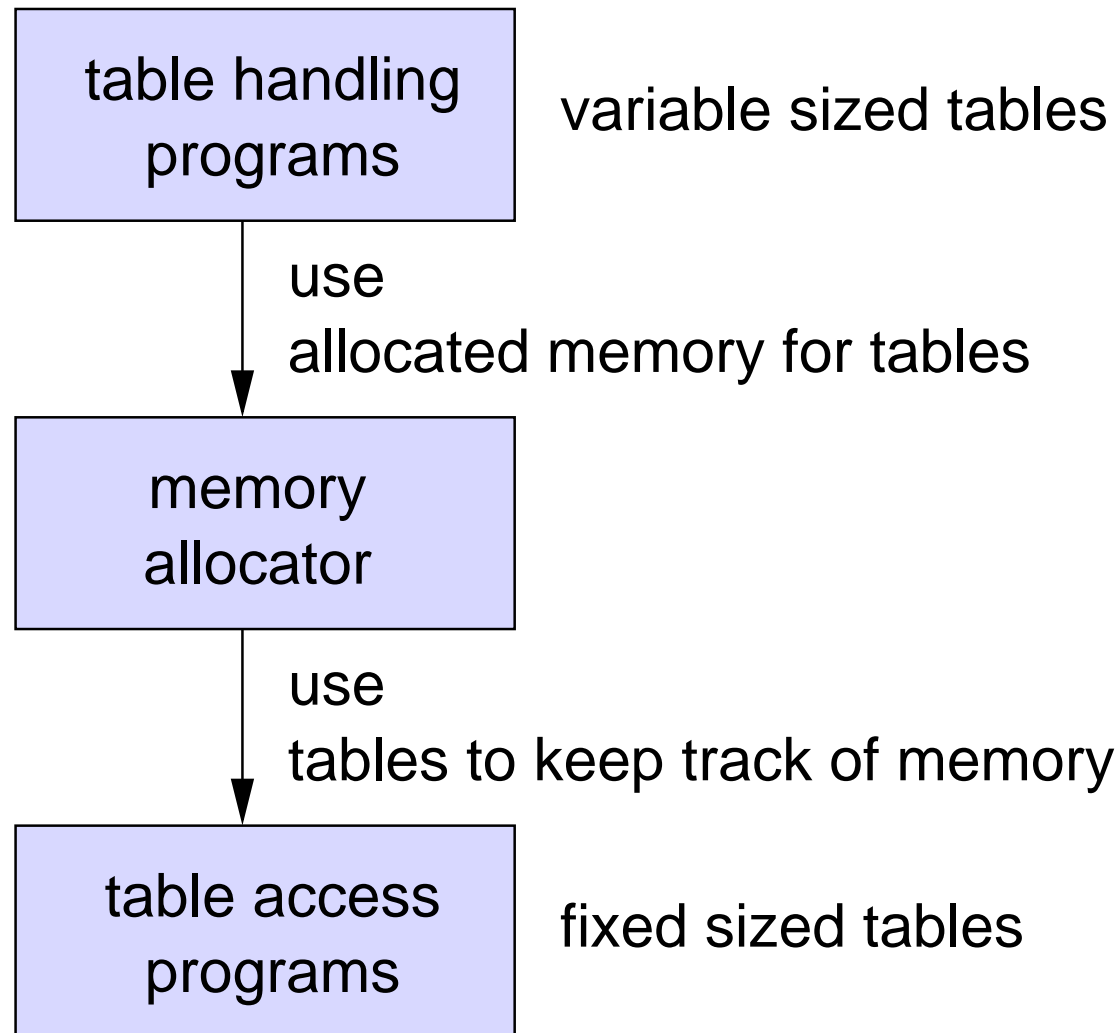 table handling
programs
variable sized tables
use
allocated memory for tables
memory
allocator
use
tables to keep track of memory
table access
programs
fixed sized tables